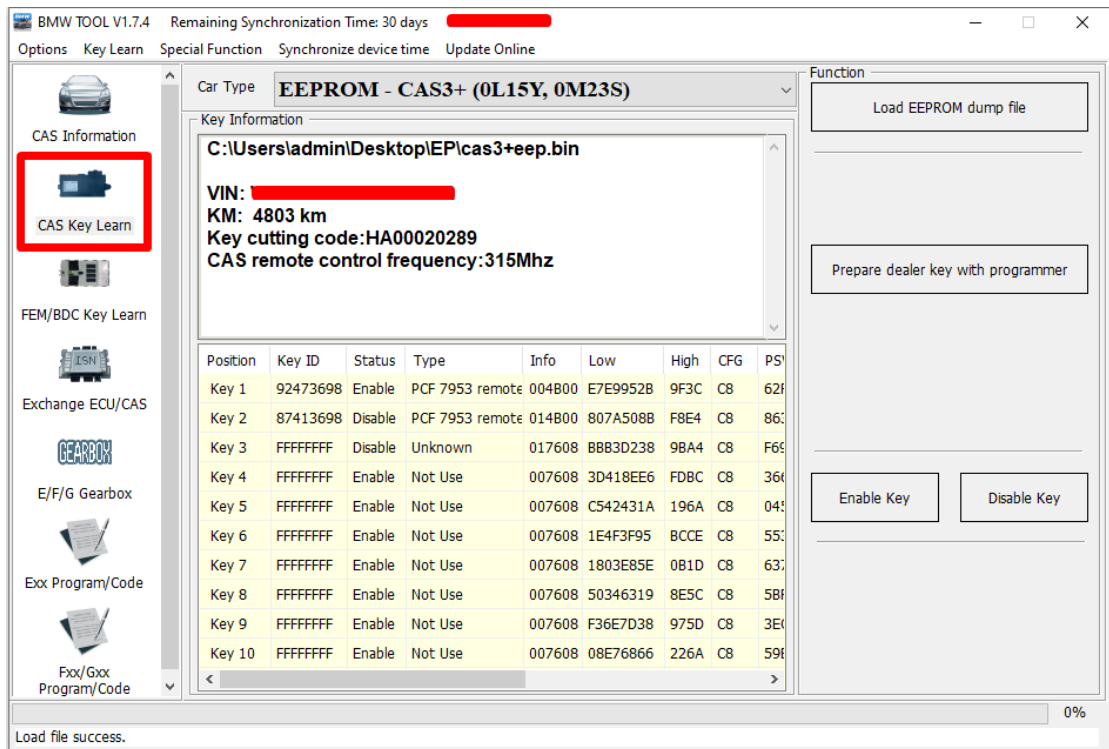 BMW TOOL V1.7.4 Remaining Synchronization Time: 30 days
Options Key Learn Special Function Synchronize device time Update Online
CAS Information
CAS Key Learn
FEM/BDC Key Learn
ISN
Exchange ECU/CAS
GEARBOX
E/F/G Gearbox
Exx Program/Code
Fxx/Gxx
Program/Code
Car Type EEPROM - CAS3+ (0L15Y, 0M23S)
Key Information
C:\Users\admin\Desktop\EP\cas3+eep.bin
VIN:
KM: 4803 km
Key cutting code:HA00020289
CAS remote control frequency:315Mhz
Position Key ID Status Type Info Low High CFG
Key 1 92473698 Enable PCF 7953 remote 004B00 E7E9952B 9F3C C8
Key 2 87413698 Disable PCF 7953 remote 014B00 807A508B F8E4 C8
Key 3 FFFFFFFF Disable Unknown 017608 BBB3D238 9BA4 C8
Key 4 FFFFFFFF Enable Not Use 007608 3D418EE6 FDBC C8
Key 5 FFFFFFFF Enable Not Use 007608 C542431A 196A C8
Key 6 FFFFFFFF Enable Not Use 007608 1E4F3F95 BCCE C8
Key 7 FFFFFFFF Enable Not Use 007608 1803E85E 0B1D C8
Key 8 FFFFFFFF Enable Not Use 007608 50346319 8E5C C8
Key 9 FFFFFFFF Enable Not Use 007608 F36E7D38 975D C8
Key 10 FFFFFFFF Enable Not Use 007608 08E76866 226A C8
Function
Load EEPROM dump file
Prepare dealer key with programmer
Enable Key Disable Key
0%
Load file success.